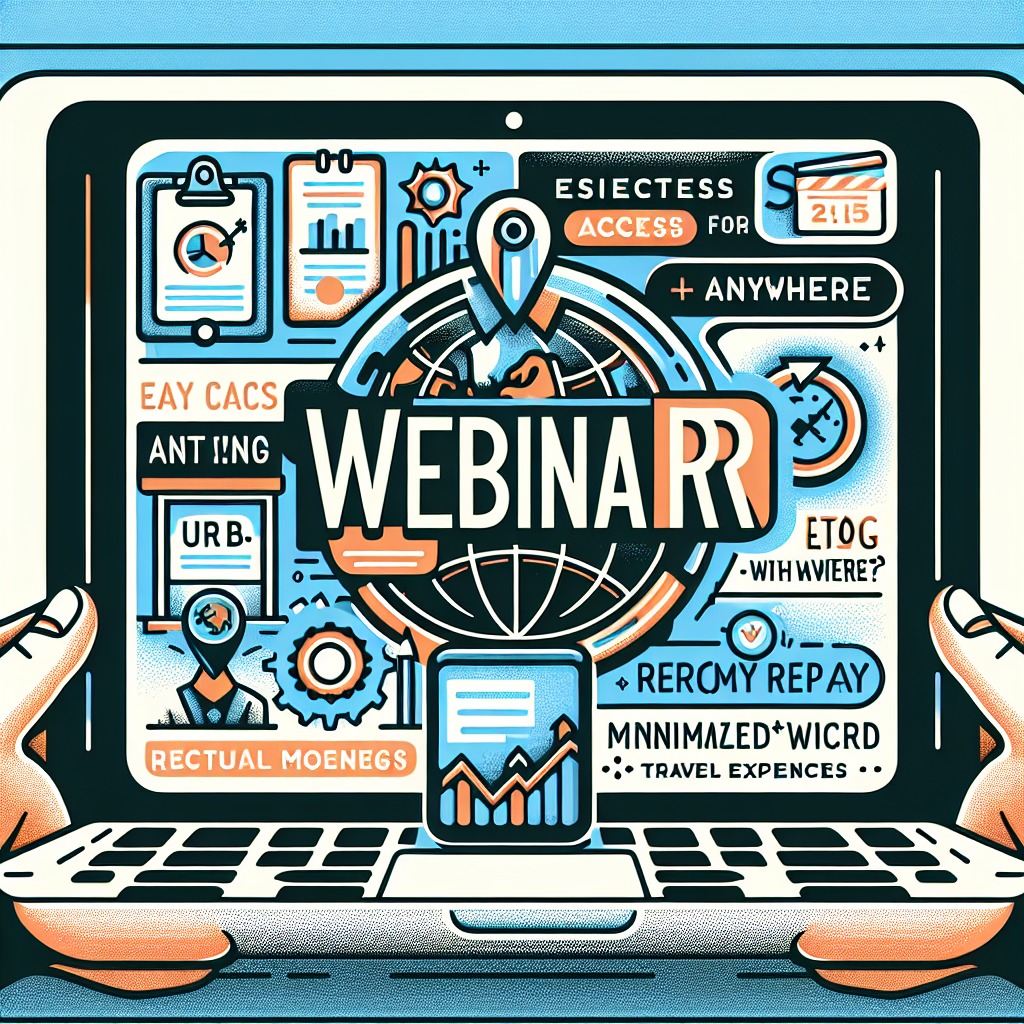 ESIECTESS
ACCESS FOR
S
2115
+ ANYWHERE
EAY CACS
ANT !!NG
WEBINARR
URB.
ETOG
-WITH WVIERE?
RERCMY REPAY
RECTUAL MOENEGS
MNNIMAZED+WICRD
TRAVEL EXPENCES